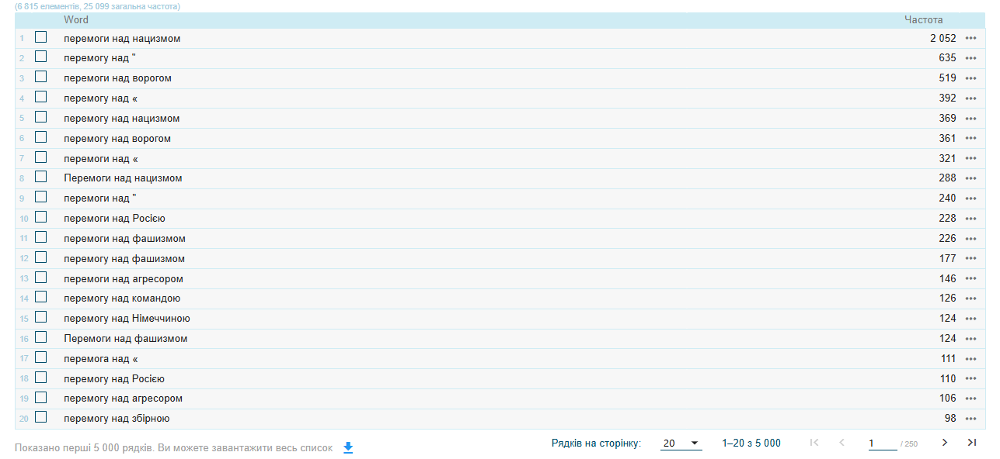 (6 815 елементів, 25 099 загальна частота)
Word Частота
1 перемоги над нацизмом 2 052 •••
2 перемогу над " 635 •••
3 перемоги над ворогом 519 •••
4 перемогу над « 392 •••
5 перемогу над нацизмом 369 •••
6 перемогу над ворогом 361 •••
7 перемоги над « 321 •••
8 Перемоги над нацизмом 288 •••
9 перемоги над " 240 •••
10 перемоги над Росією 228 •••
11 перемоги над фашизмом 226 •••
12 перемогу над фашизмом 177 •••
13 перемоги над агресором 146 •••
14 перемогу над командою 126 •••
15 перемогу над Німеччиною 124 •••
16 Перемоги над фашизмом 124 •••
17 перемога над « 111 •••
18 перемогу над Росією 110 •••
19 перемогу над агресором 106 •••
20 перемогу над збірною 98 •••
Показано перші 5 000 рядків. Ви можете завантажити весь список Рядків на сторінку: 20 1–20 з 5 000 1 / 250